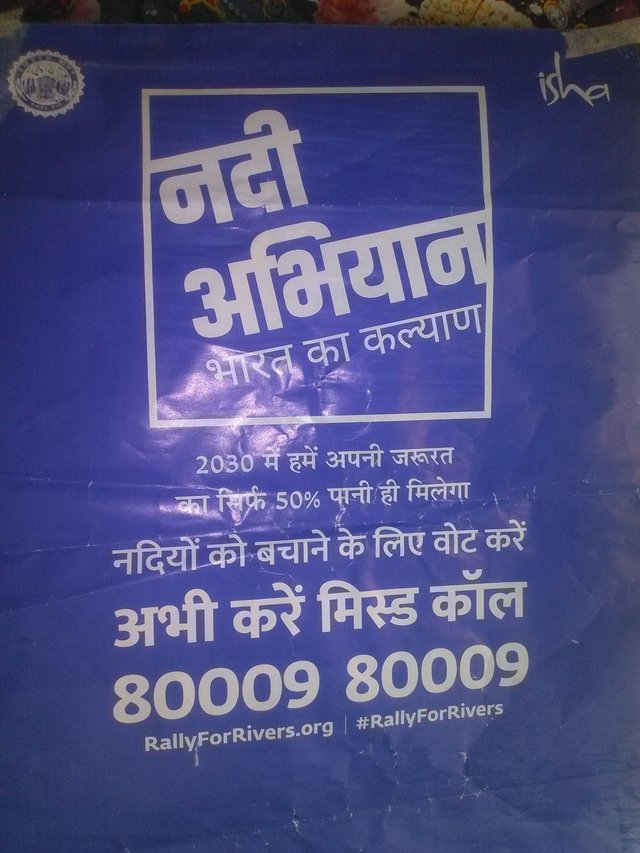 isha
नदी
अभियान
भारत का कल्याण
2030 में हमें अपनी जरूरत
का सिर्फ 50% पानी ही मिलेगा
नदियों को बचाने के लिए वोट करें
अभी करें मिस्ड कॉल
80009 80009
RallyForRivers.org | #RallyForRivers